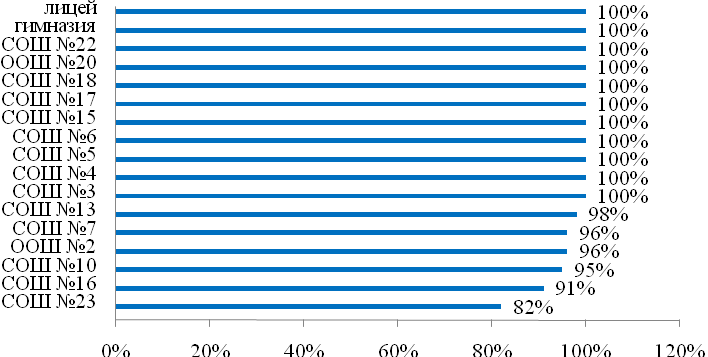 лицей 100%
гимназия 100%
СОШ №22 100%
ООШ №20 100%
СОШ №18 100%
СОШ №17 100%
СОШ №15 100%
СОШ №6 100%
СОШ №5 100%
СОШ №4 100%
СОШ №3 100%
СОШ №13 98%
СОШ №7 96%
ООШ №2 96%
СОШ №10 95%
СОШ №16 91%
СОШ №23 82%
0% 20% 40% 60% 80% 100% 120%